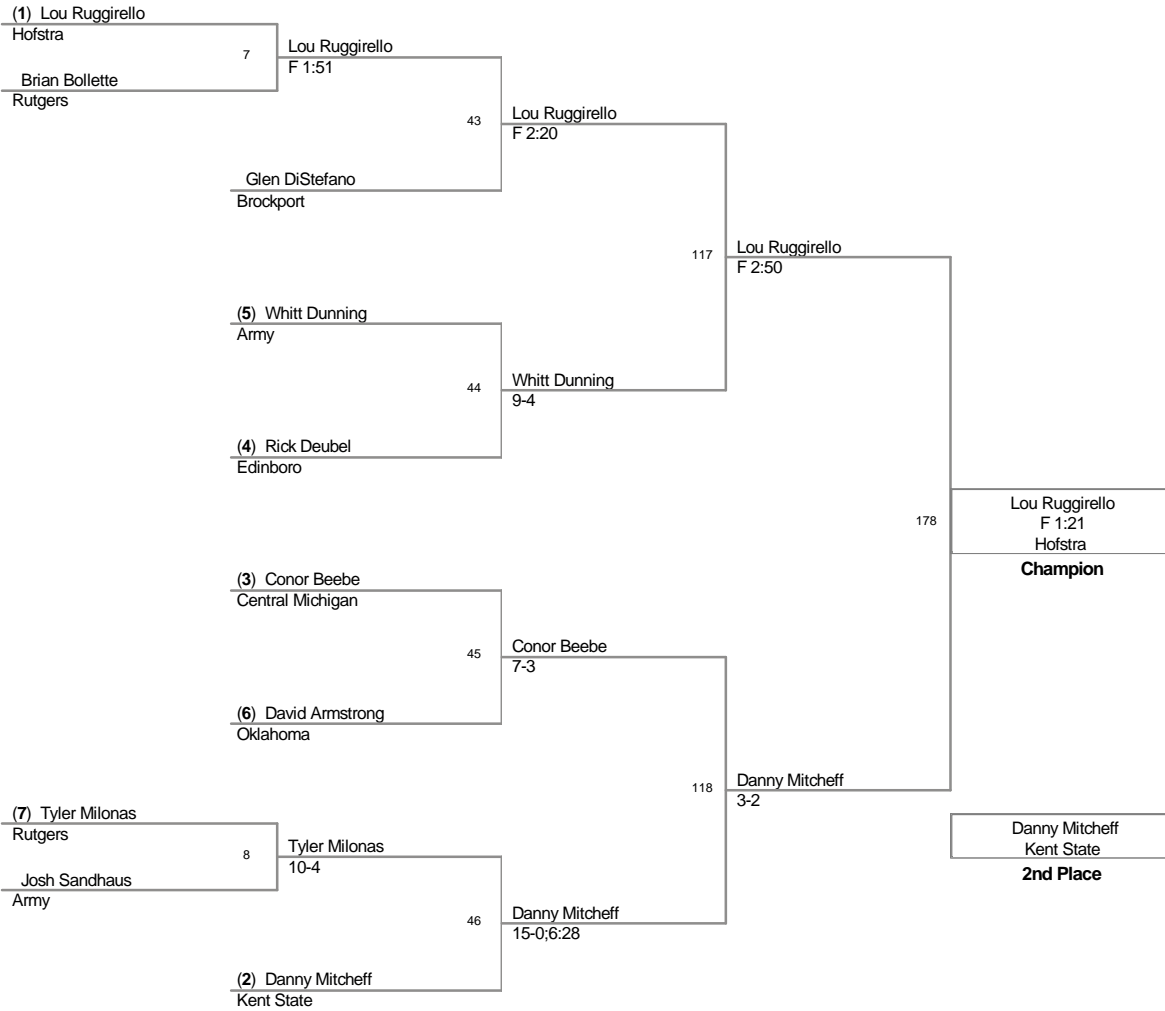 (1) Lou Ruggirello
Hofstra
7
Lou Ruggirello
F 1:51
Brian Bollette
Rutgers
43
Lou Ruggirello
F 2:20
Glen DiStefano
Brockport
117
Lou Ruggirello
F 2:50
(5) Whitt Dunning
Army
44
Whitt Dunning
9-4
(4) Rick Deubel
Edinboro
178
Lou Ruggirello
F 1:21
Hofstra
Champion
(3) Conor Beebe
Central Michigan
45
Conor Beebe
7-3
(6) David Armstrong
Oklahoma
118
Danny Mitcheff
3-2
(7) Tyler Milonas
Rutgers
8
Tyler Milonas
10-4
Josh Sandhaus
Army
46
Danny Mitcheff
15-0;6:28
(2) Danny Mitcheff
Kent State
Danny Mitcheff
Kent State
2nd Place